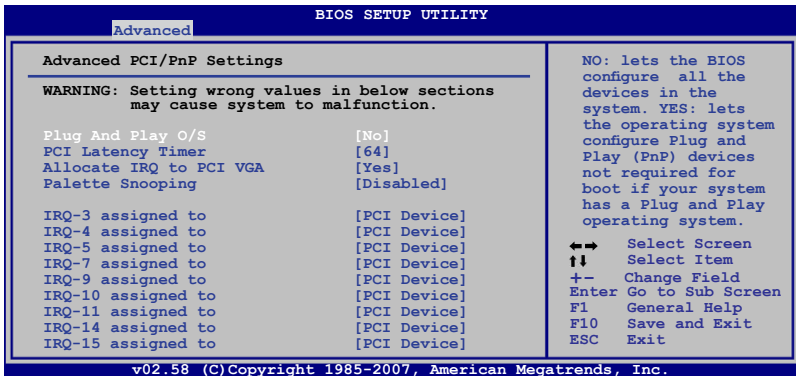 BIOS SETUP UTILITY
Advanced
Advanced PCI/PnP Settings
WARNING: Setting wrong values in below sections
may cause system to malfunction.
Plug And Play O/S [No]
PCI Latency Timer [64]
Allocate IRQ to PCI VGA [Yes]
Palette Snooping [Disabled]
IRQ-3 assigned to [PCI Device]
IRQ-4 assigned to [PCI Device]
IRQ-5 assigned to [PCI Device]
IRQ-7 assigned to [PCI Device]
IRQ-9 assigned to [PCI Device]
IRQ-10 assigned to [PCI Device]
IRQ-11 assigned to [PCI Device]
IRQ-14 assigned to [PCI Device]
IRQ-15 assigned to [PCI Device]
NO: lets the BIOS
configure all the
devices in the
system. YES: lets
the operating system
configure Plug and
Play (PnP) devices
not required for
boot if your system
has a Plug and Play
operating system.
←→ Select Screen
↑↓ Select Item
+- Change Field
Enter Go to Sub Screen
F1 General Help
F10 Save and Exit
ESC Exit
v02.58 (C)Copyright 1985-2007, American Megatrends, Inc.